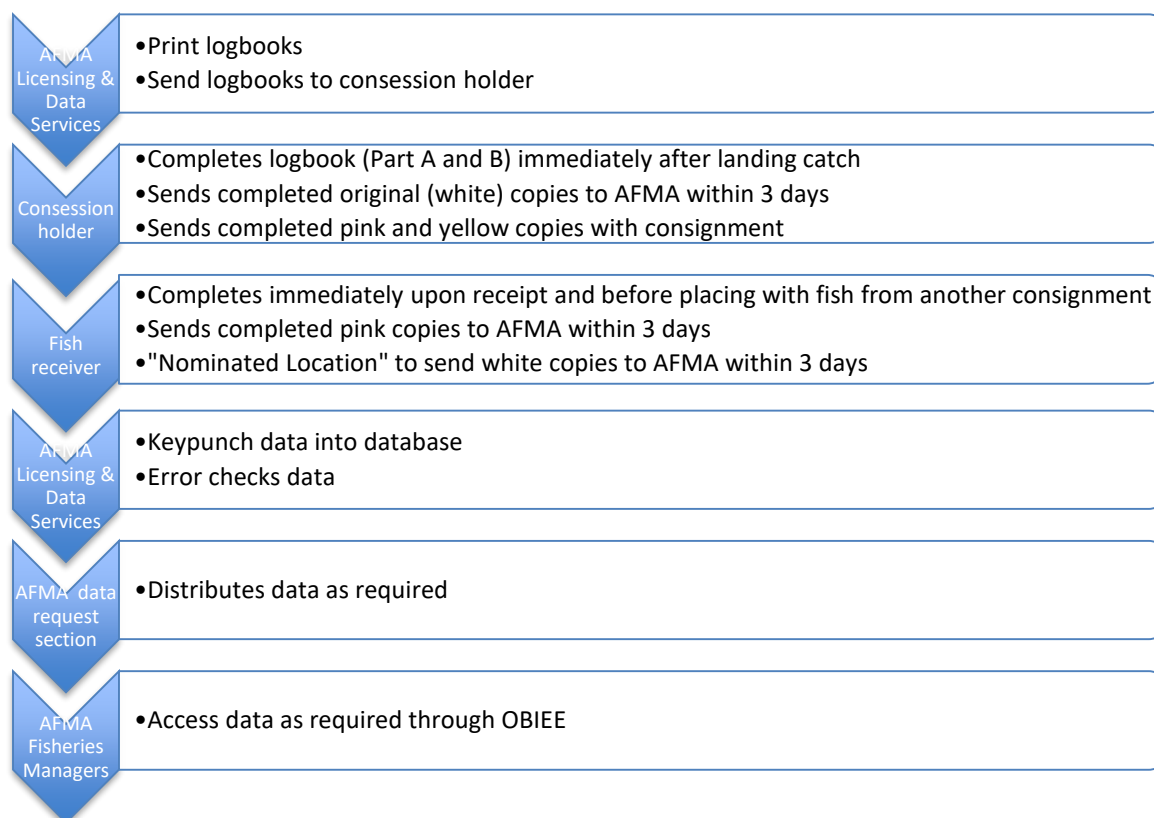 AFMA
Licensing &
Data
Services
•Print logbooks
•Send logbooks to consession holder
Consession
holder
•Completes logbook (Part A and B) immediately after landing catch
•Sends completed original (white) copies to AFMA within 3 days
•Sends completed pink and yellow copies with consignment
Fish
receiver
•Completes immediately upon receipt and before placing with fish from another consignment
•Sends completed pink copies to AFMA within 3 days
•"Nominated Location" to send white copies to AFMA within 3 days
AFMA
Licensing &
Data
Services
•Keypunch data into database
•Error checks data
AFMA data
request
section
•Distributes data as required
AFMA
Fisheries
Managers
•Access data as required through OBIEE